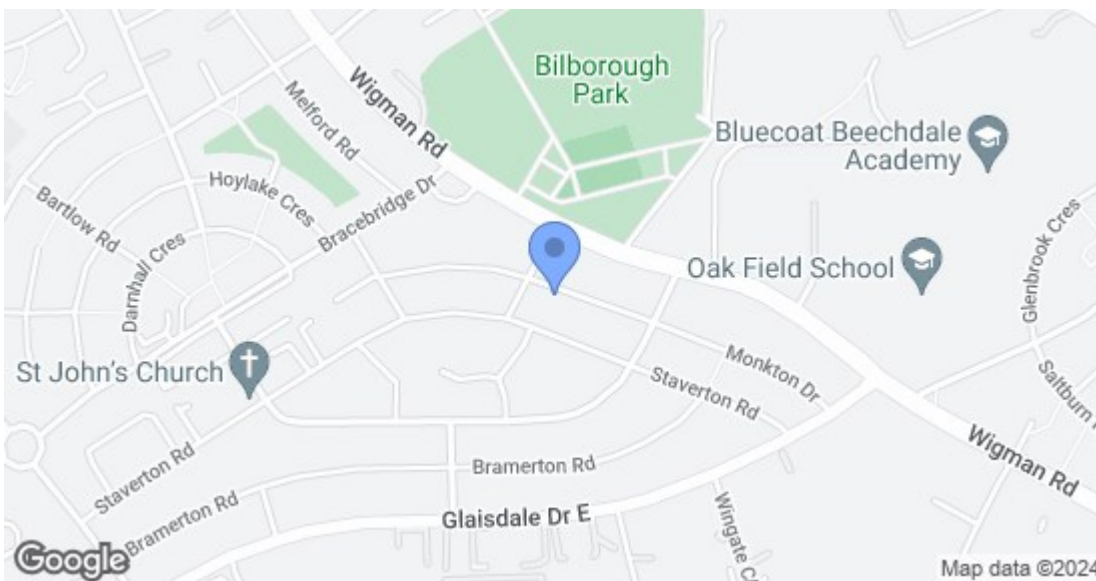 Bilborough
Park
Wigman Rd
Melford Rd
Bluecoat Beechdale
Academy
Hoylake Cres
Bracebridge Dr
Bartlow Rd
Darnhall Cres
Oak Field School
Glenbrook Cres
St John's Church
Monkton Dr
Staverton Rd
Saltburn
Wigman Rd
Staverton Rd
Bramerton Rd
Bramerton Rd
Glaisdale Dr E
Wingate
Google
Map data ©2024